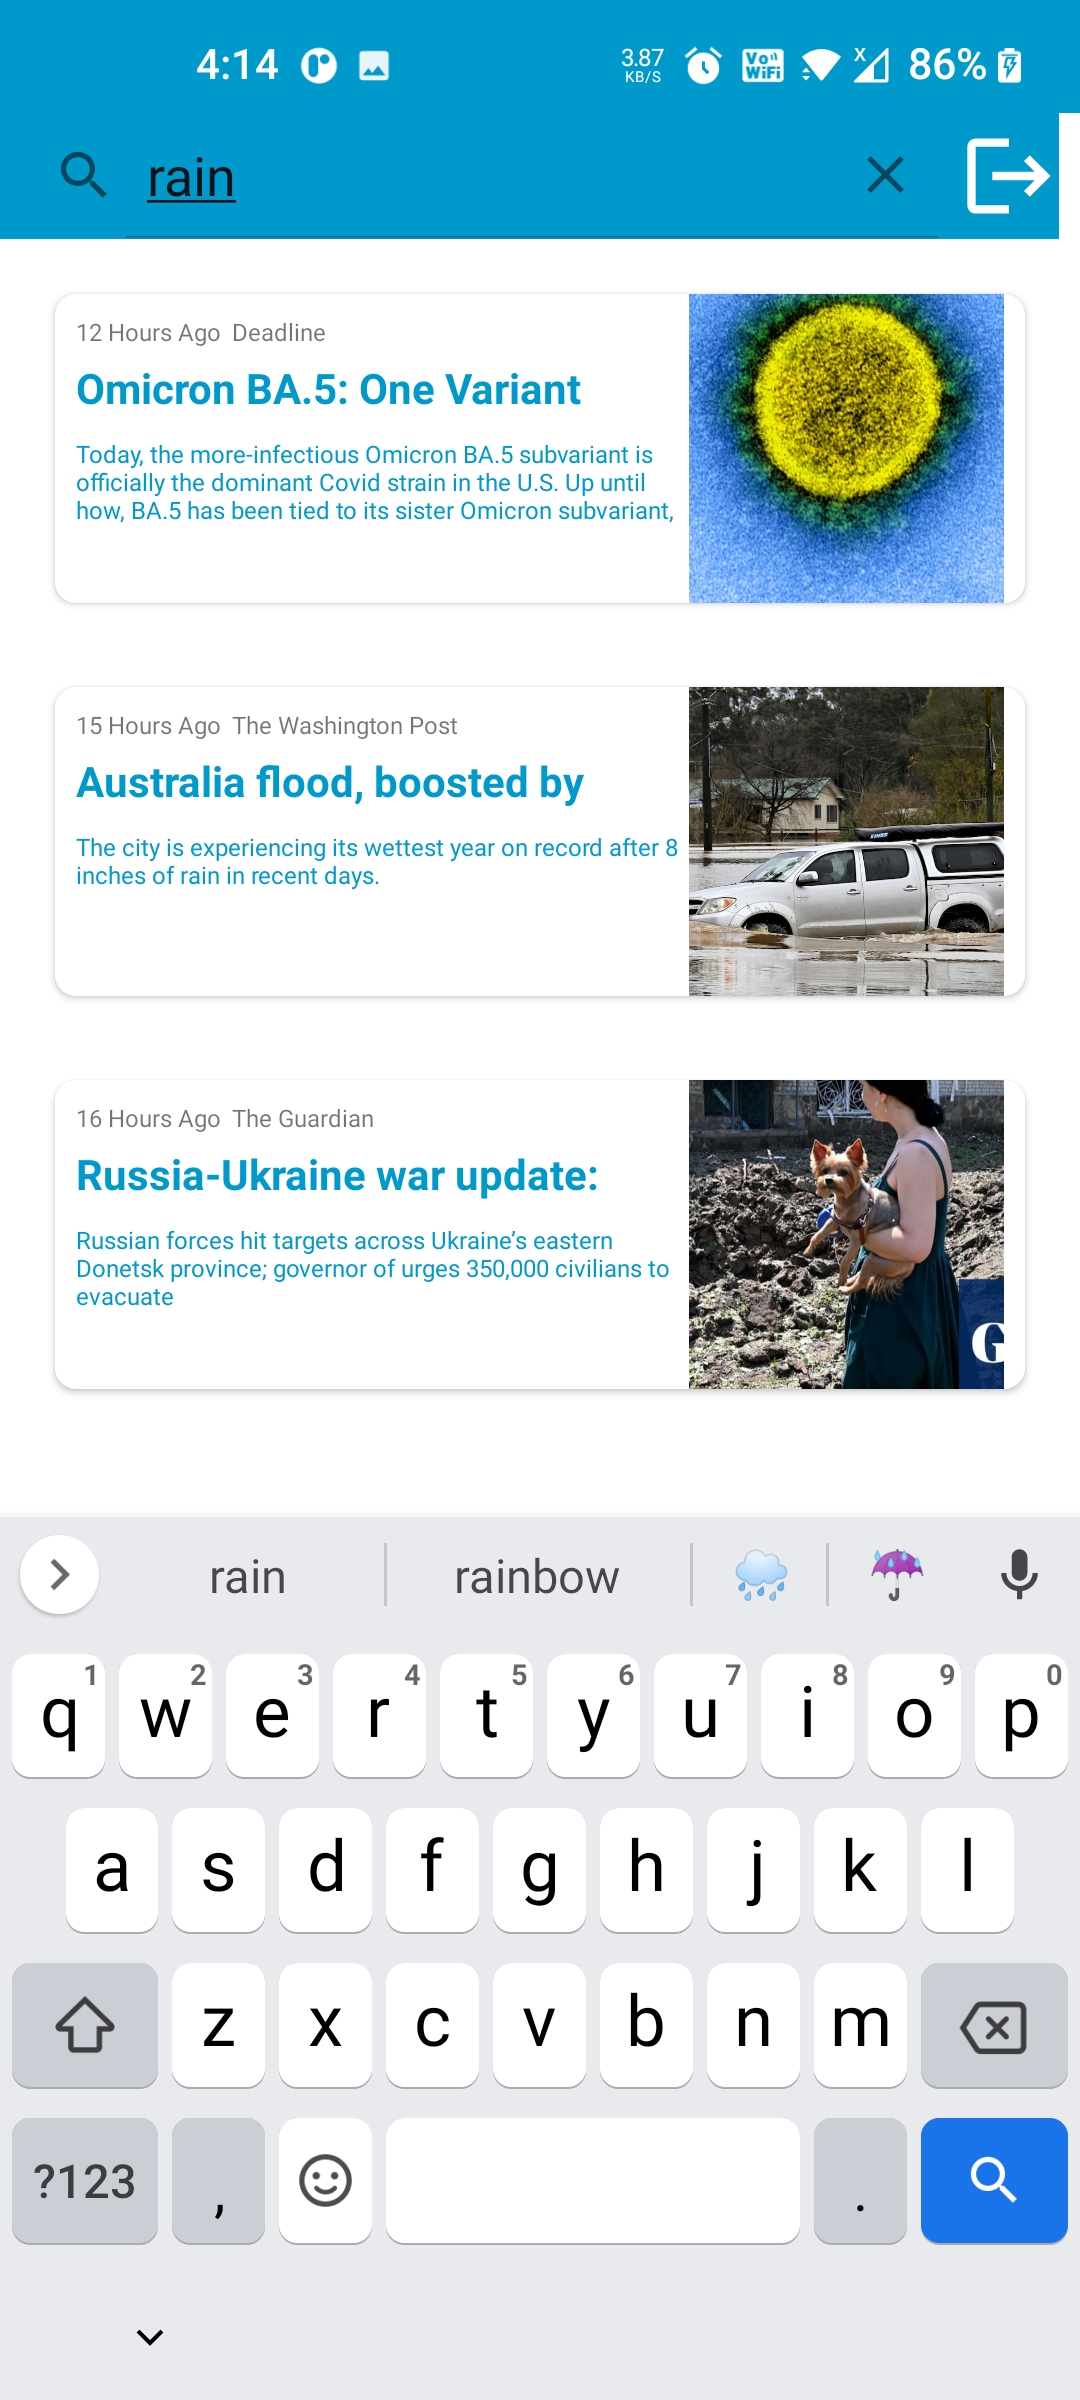 4:14
3.87
KB/S
Vo
WiFi
X
86%
rain
12 Hours Ago Deadline
Omicron BA.5: One Variant
Today, the more-infectious Omicron BA.5 subvariant is
officially the dominant Covid strain in the U.S. Up until
how, BA.5 has been tied to its sister Omicron subvariant,
15 Hours Ago The Washington Post
Australia flood, boosted by
The city is experiencing its wettest year on record after 8
inches of rain in recent days.
KINGS
16 Hours Ago The Guardian
Russia-Ukraine war update:
Russian forces hit targets across Ukraine’s eastern
Donetsk province; governor of urges 350,000 civilians to
evacuate
G
rain rainbow
1 2 3 4 5 6 7 8 9 0
q w e r t y u i o p
a s d f g h j k l
z x c v b n m
?123 , .